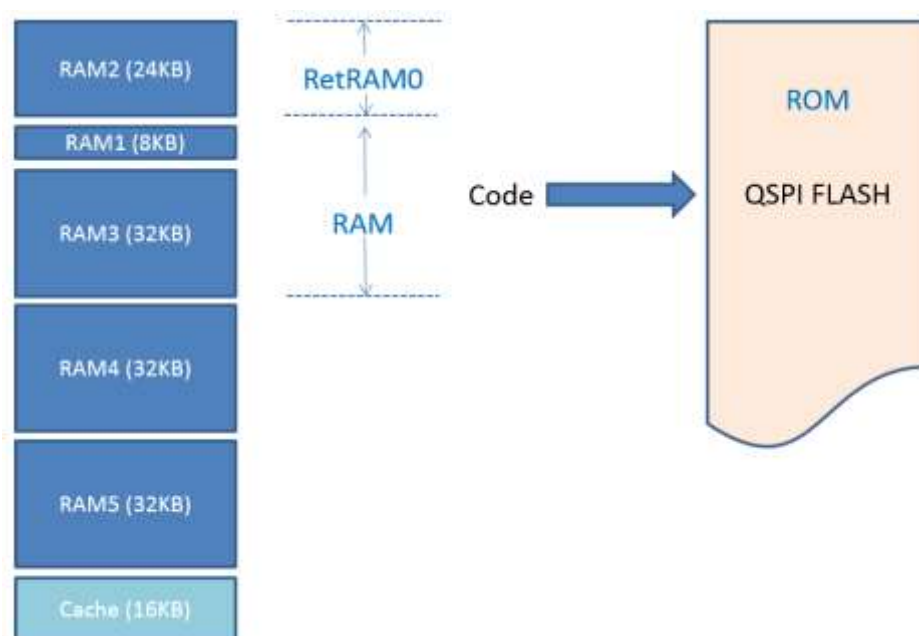 RAM2 (24KB)
RAM1 (8KB)
RAM3 (32KB)
RAM4 (32KB)
RAM5 (32KB)
Cache (16KB)
RetRAM0
RAM
Code
ROM
QSPI FLASH